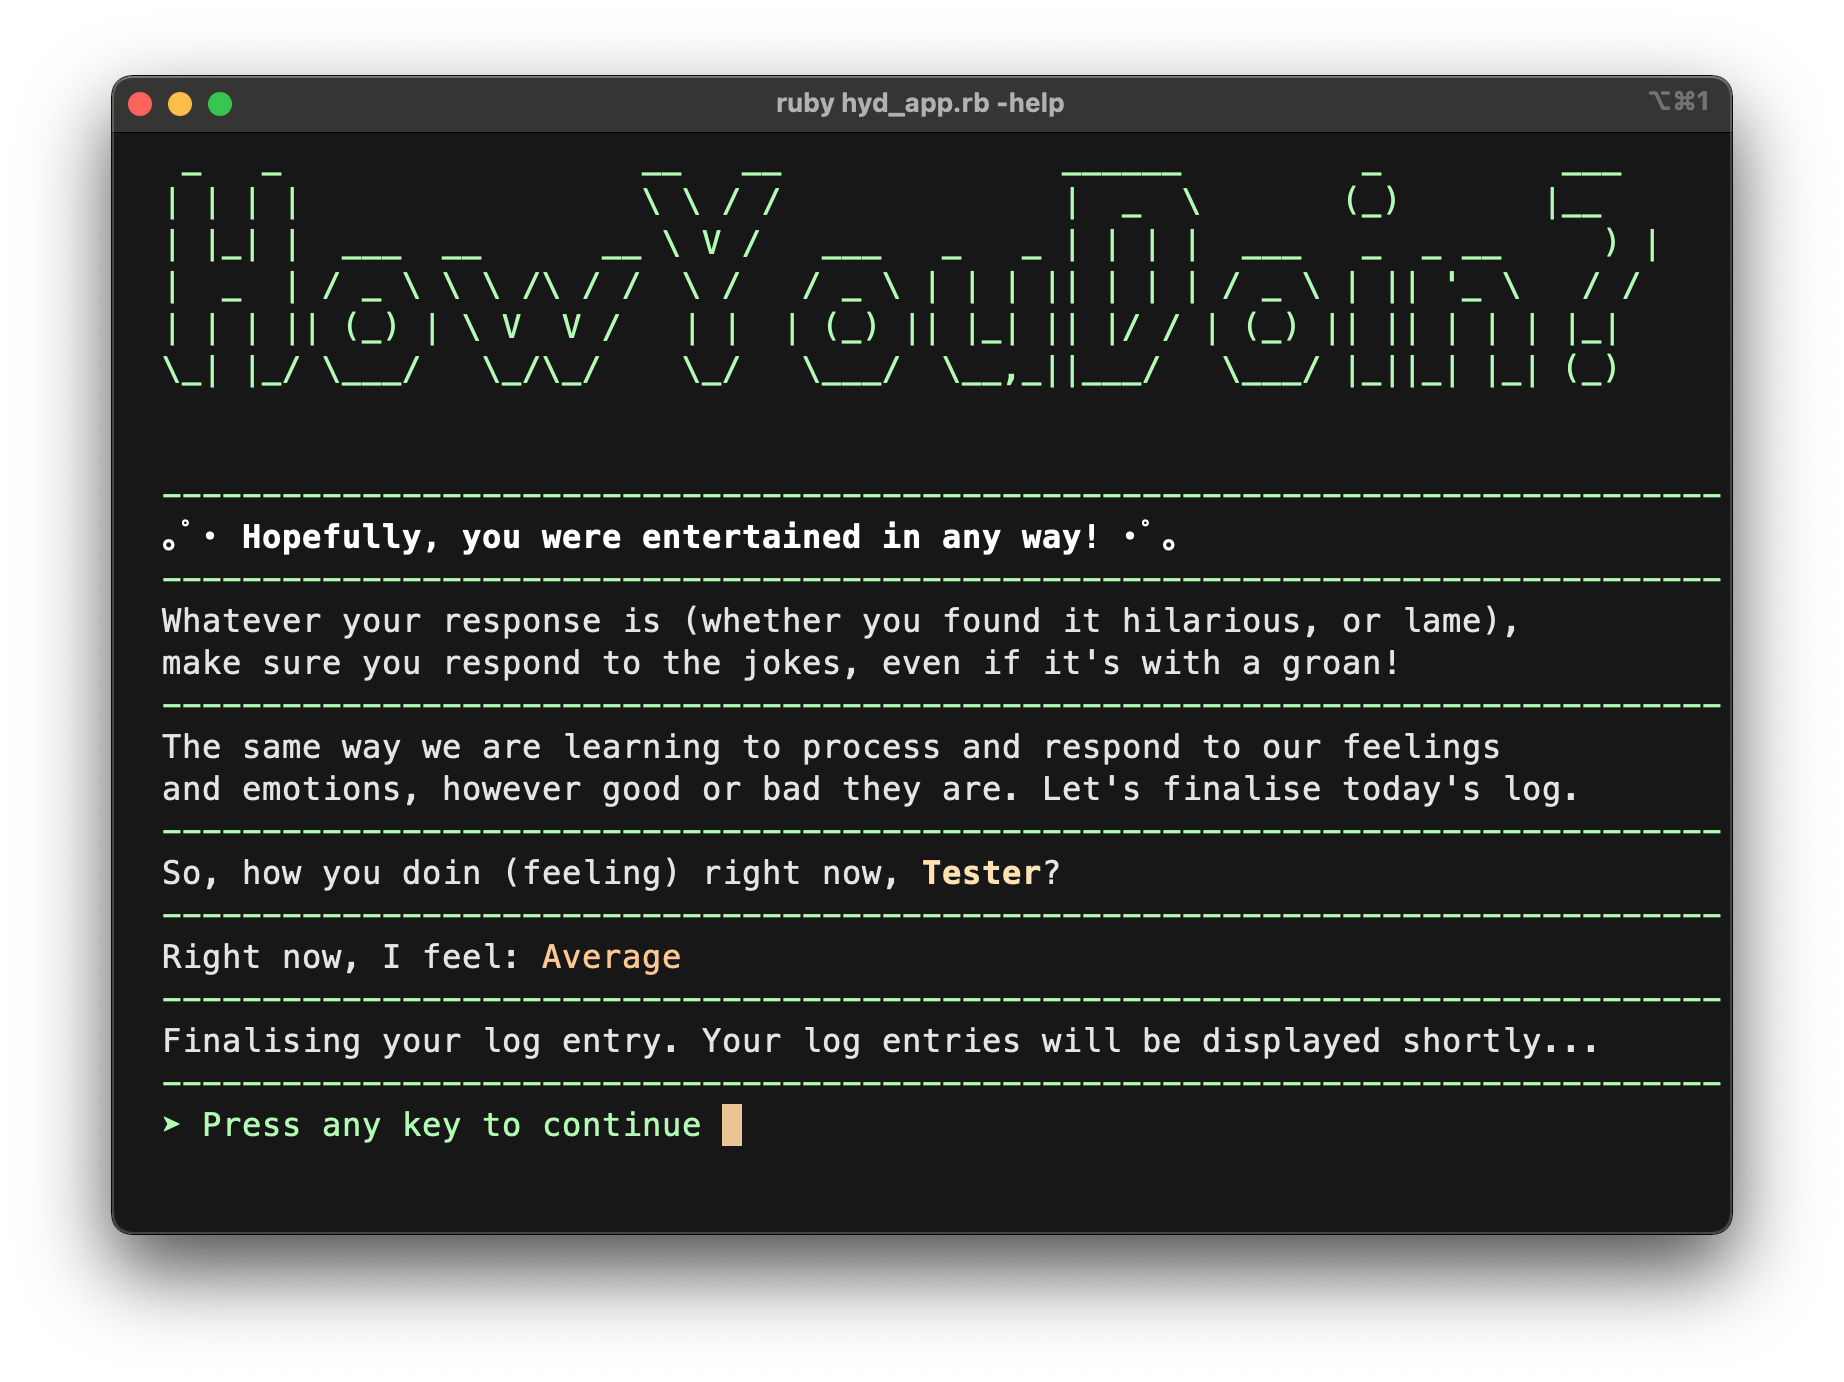 ruby hyd_app.rb -help
⌥⌘1
HowYouDoin?
Hopefully, you were entertained in any way!
Whatever your response is (whether you found it hilarious, or lame),
make sure you respond to the jokes, even if it's with a groan!
The same way we are learning to process and respond to our feelings
and emotions, however good or bad they are. Let's finalise today's log.
So, how you doin (feeling) right now, Tester?
Right now, I feel: Average
Finalising your log entry. Your log entries will be displayed shortly...
➤ Press any key to continue